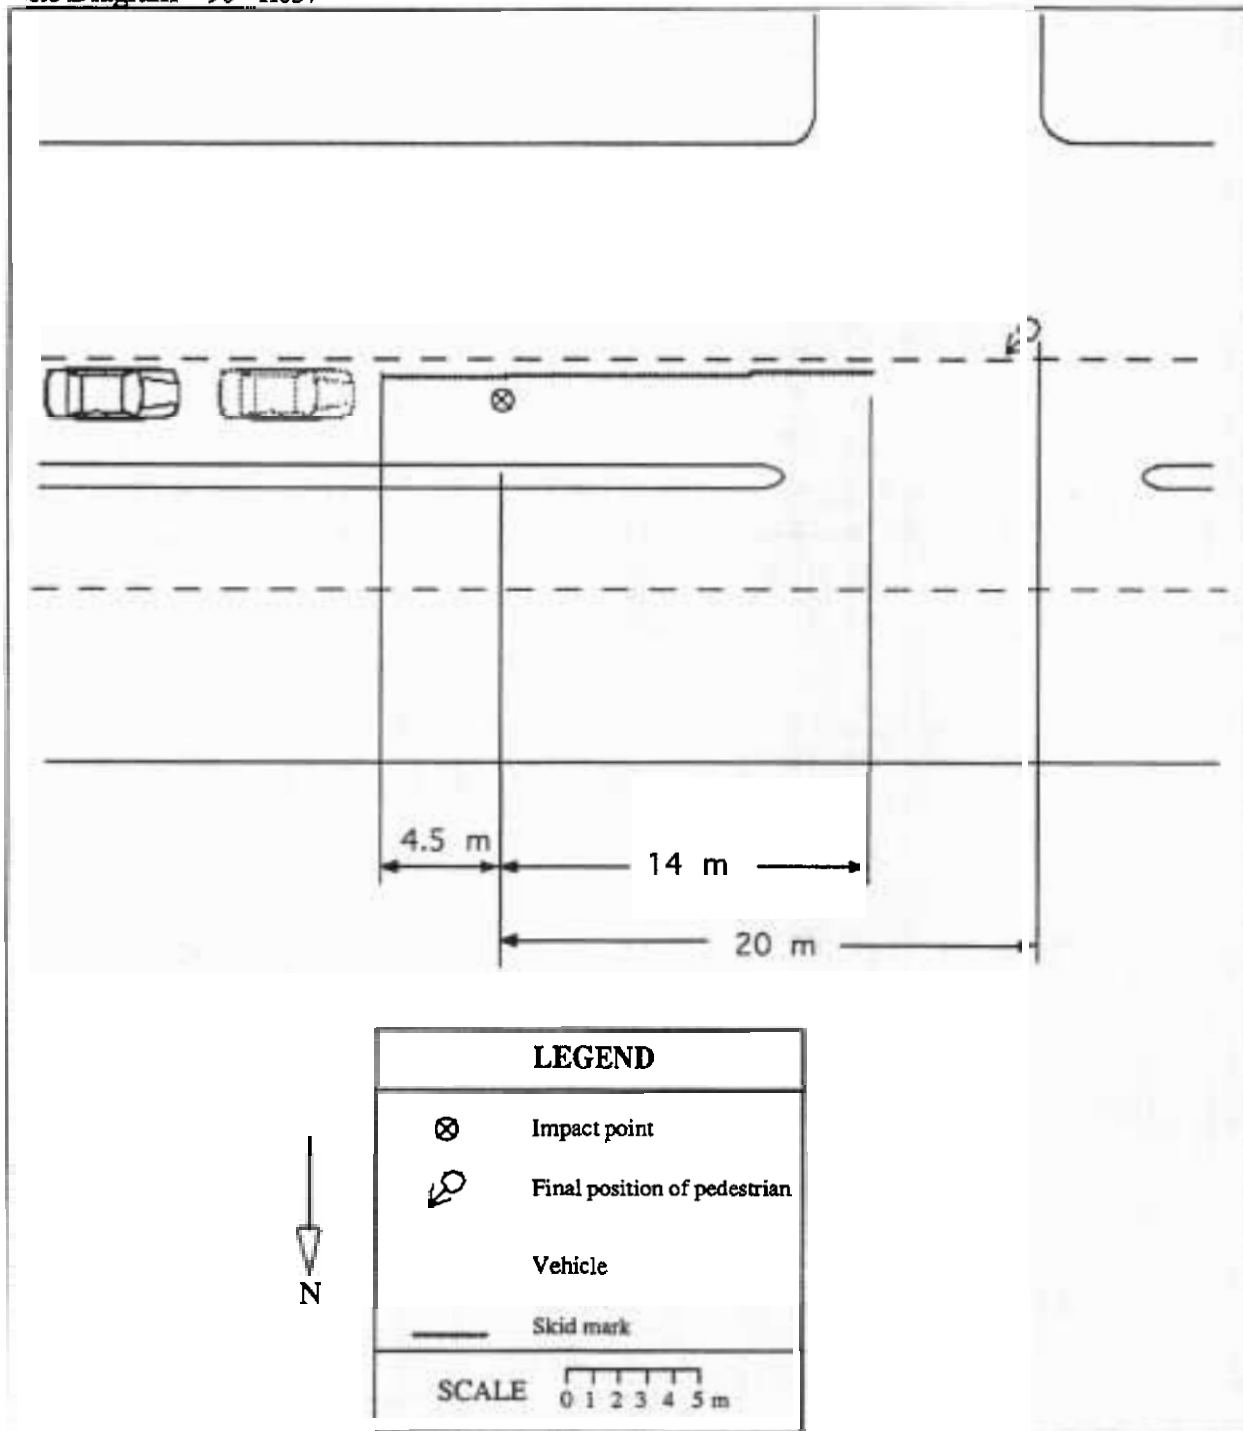 4.5 m
14 m
20 m
LEGEND
Impact point
Final position of pedestrian
Vehicle
Skid mark
N
SCALE
0 1 2 3 4 5 m